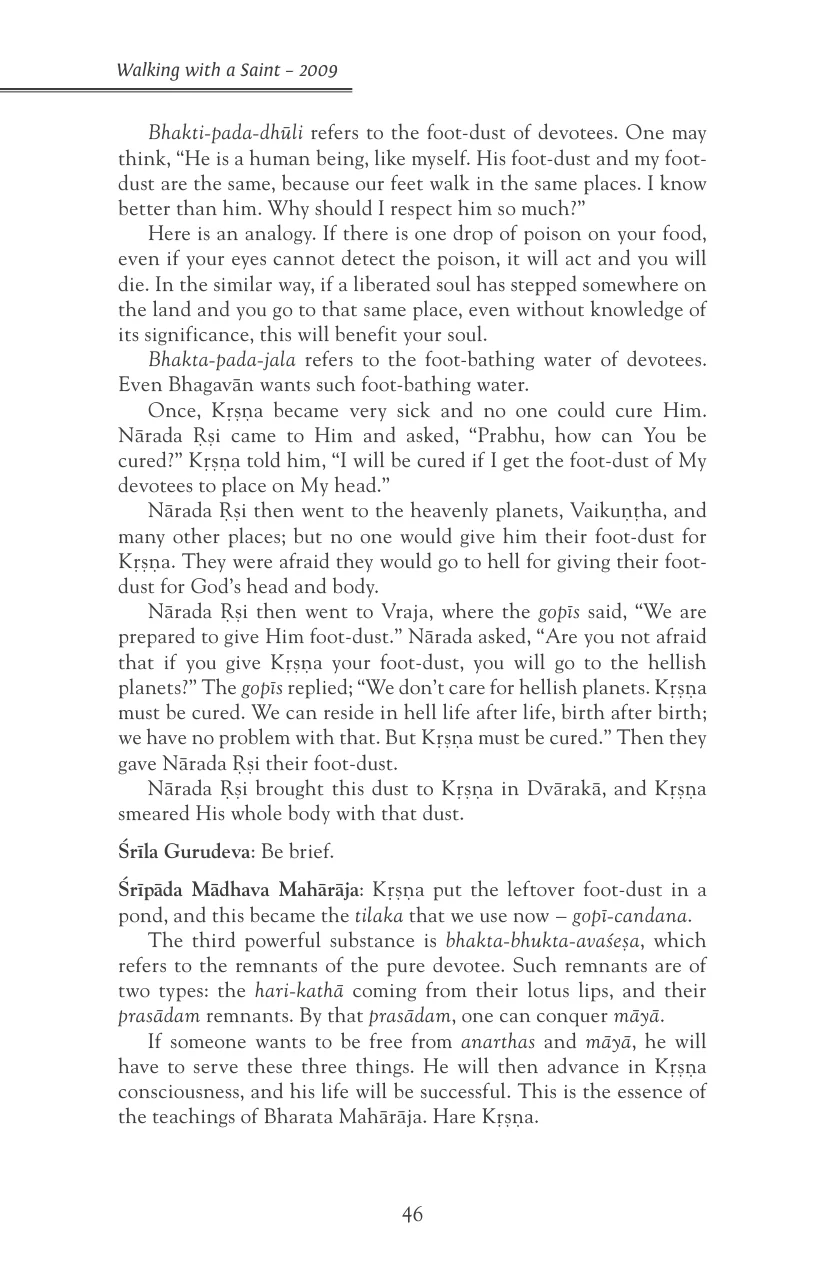 Walking with a Saint – 2009
Bhakti-pada-dhūli refers to the foot-dust of devotees. One may
think, “He is a human being, like myself. His foot-dust and my foot-
dust are the same, because our feet walk in the same places. I know
better than him. Why should I respect him so much?”
Here is an analogy. If there is one drop of poison on your food,
even if your eyes cannot detect the poison, it will act and you will
die. In the similar way, if a liberated soul has stepped somewhere on
the land and you go to that same place, even without knowledge of
its significance, this will benefit your soul.
Bhakta-pada-jala refers to the foot-bathing water of devotees.
Even Bhagavān wants such foot-bathing water.
Once, Kṛṣṇa became very sick and no one could cure Him.
Nārada Ṛṣi came to Him and asked, “Prabhu, how can You be
cured?” Kṛṣṇa told him, “I will be cured if I get the foot-dust of My
devotees to place on My head.”
Nārada Ṛṣi then went to the heavenly planets, Vaikuṇṭha, and
many other places; but no one would give him their foot-dust for
Kṛṣṇa. They were afraid they would go to hell for giving their foot-
dust for God’s head and body.
Nārada Ṛṣi then went to Vraja, where the gopīs said, “We are
prepared to give Him foot-dust.” Nārada asked, “Are you not afraid
that if you give Kṛṣṇa your foot-dust, you will go to the hellish
planets?” The gopīs replied; “We don’t care for hellish planets. Kṛṣṇa
must be cured. We can reside in hell life after life, birth after birth;
we have no problem with that. But Kṛṣṇa must be cured.” Then they
gave Nārada Ṛṣi their foot-dust.
Nārada Ṛṣi brought this dust to Kṛṣṇa in Dvārakā, and Kṛṣṇa
smeared His whole body with that dust.
Śrīla Gurudeva: Be brief.
Śrīpāda Mādhava Mahārāja: Kṛṣṇa put the leftover foot-dust in a
pond, and this became the tilaka that we use now – gopī-candana.
The third powerful substance is bhakta-bhukta-avaśeṣa, which
refers to the remnants of the pure devotee. Such remnants are of
two types: the hari-kathā coming from their lotus lips, and their
prasādam remnants. By that prasādam, one can conquer māyā.
If someone wants to be free from anarthas and māyā, he will
have to serve these three things. He will then advance in Kṛṣṇa
consciousness, and his life will be successful. This is the essence of
the teachings of Bharata Mahārāja. Hare Kṛṣṇa.
46